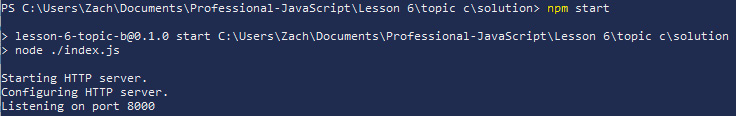 PS C:\Users\Zach\Documents\Professional-JavaScript\Lesson 6\topic c\solution> npm start
> lesson-6-topic-b@0.1.0 start C:\Users\Zach\Documents\Professional-JavaScript\Lesson 6\topic c\solution
> node ./index.js
Starting HTTP server.
Configuring HTTP server.
Listening on port 8000